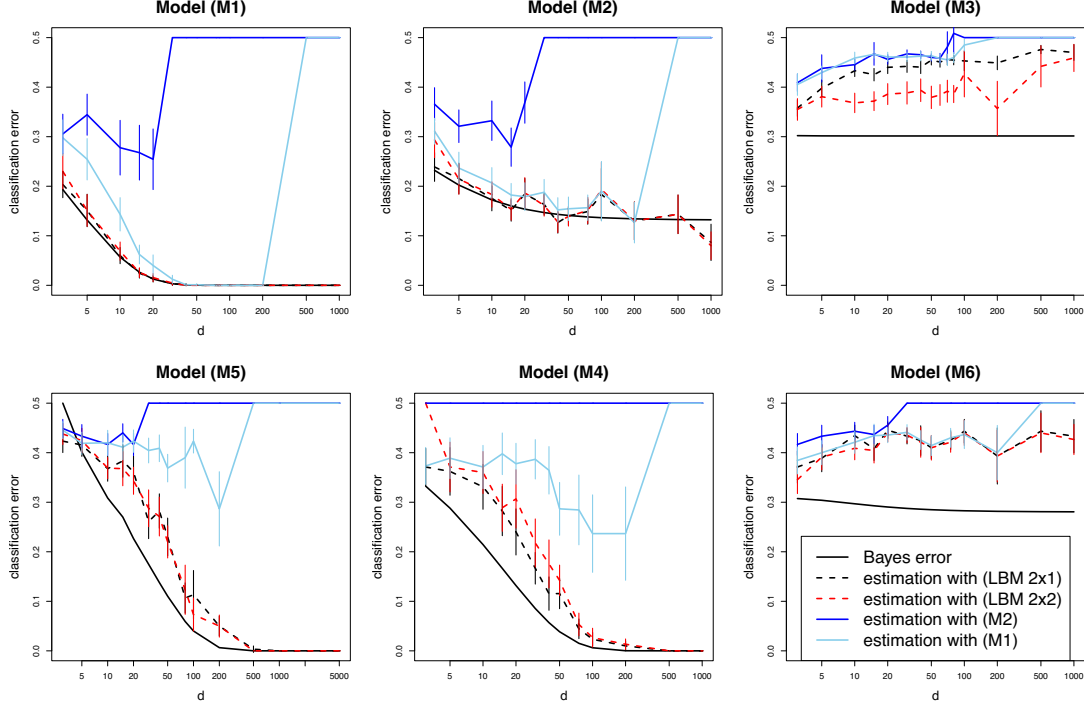 Model (M1)
Model (M2)
Model (M3)
classification error
0.0 0.1 0.2 0.3 0.4 0.5
5 10 20 50 100 200 500 1000
d
classification error
0.0 0.1 0.2 0.3 0.4 0.5
5 10 20 50 100 200 500 1000
d
classification error
0.0 0.1 0.2 0.3 0.4 0.5
5 10 20 50 100 200 500 1000
d
Model (M5)
Model (M4)
Model (M6)
classification error
0.0 0.1 0.2 0.3 0.4 0.5
5 10 20 50 100 200 500 1000 5000
d
classification error
0.0 0.1 0.2 0.3 0.4 0.5
5 10 20 50 100 200 500 1000
d
classification error
0.0 0.1 0.2 0.3 0.4 0.5
5 10 20 50 100 200 500 1000
d
Bayes error
estimation with (LBM 2x1)
estimation with (LBM 2x2)
estimation with (M2)
estimation with (M1)